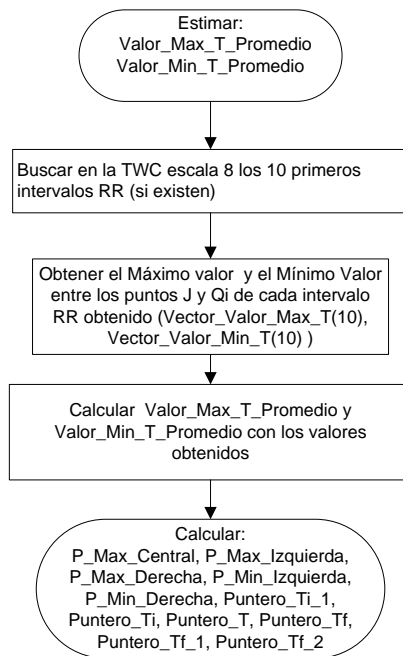 Estimar:
Valor_Max_T_Promedio
Valor_Min_T_Promedio
Buscar en la TWC escala 8 los 10 primeros
intervalos RR (si existen)
Obtener el Máximo valor y el Mínimo Valor
entre los puntos J y Qi de cada intervalo
RR obtenido (Vector_Valor_Max_T(10),
Vector_Valor_Min_T(10) )
Calcular Valor_Max_T_Promedio y
Valor_Min_T_Promedio con los valores
obtenidos
Calcular:
P_Max_Central, P_Max_Izquierda,
P_Max_Derecha, P_Min_Izquierda,
P_Min_Derecha, Puntero_Ti_1,
Puntero_Ti, Puntero_T, Puntero_Tf,
Puntero_Tf_1, Puntero_Tf_2